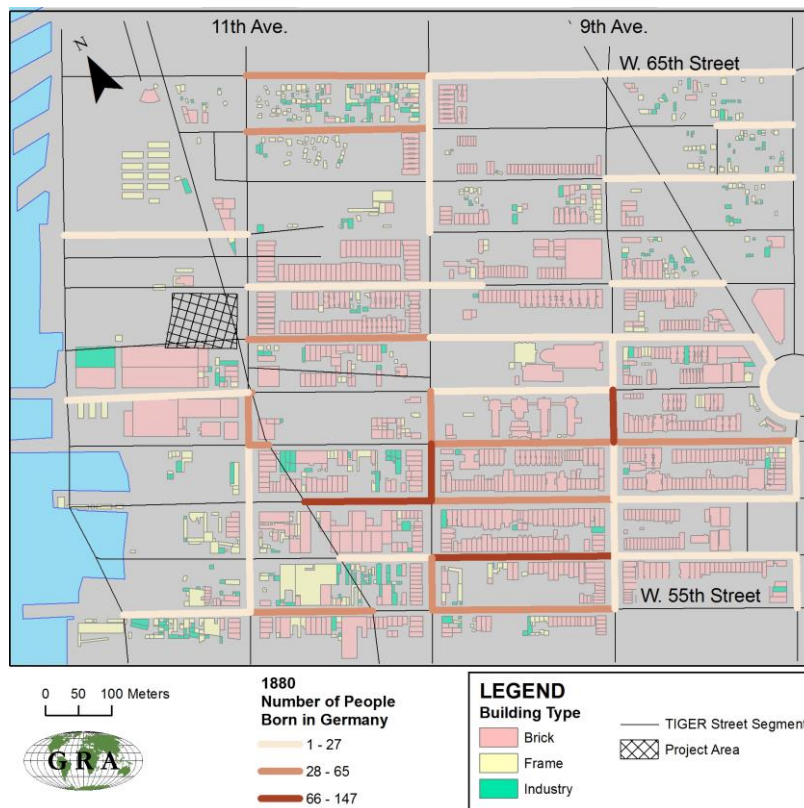 11th Ave.
9th Ave.
N
W. 65th Street
W. 55th Street
0 50 100 Meters
GRA
1880
Number of People
Born in Germany
1 - 27
28 - 65
66 - 147
LEGEND
Building Type
Brick
Frame
Industry
TIGER Street Segment
Project Area